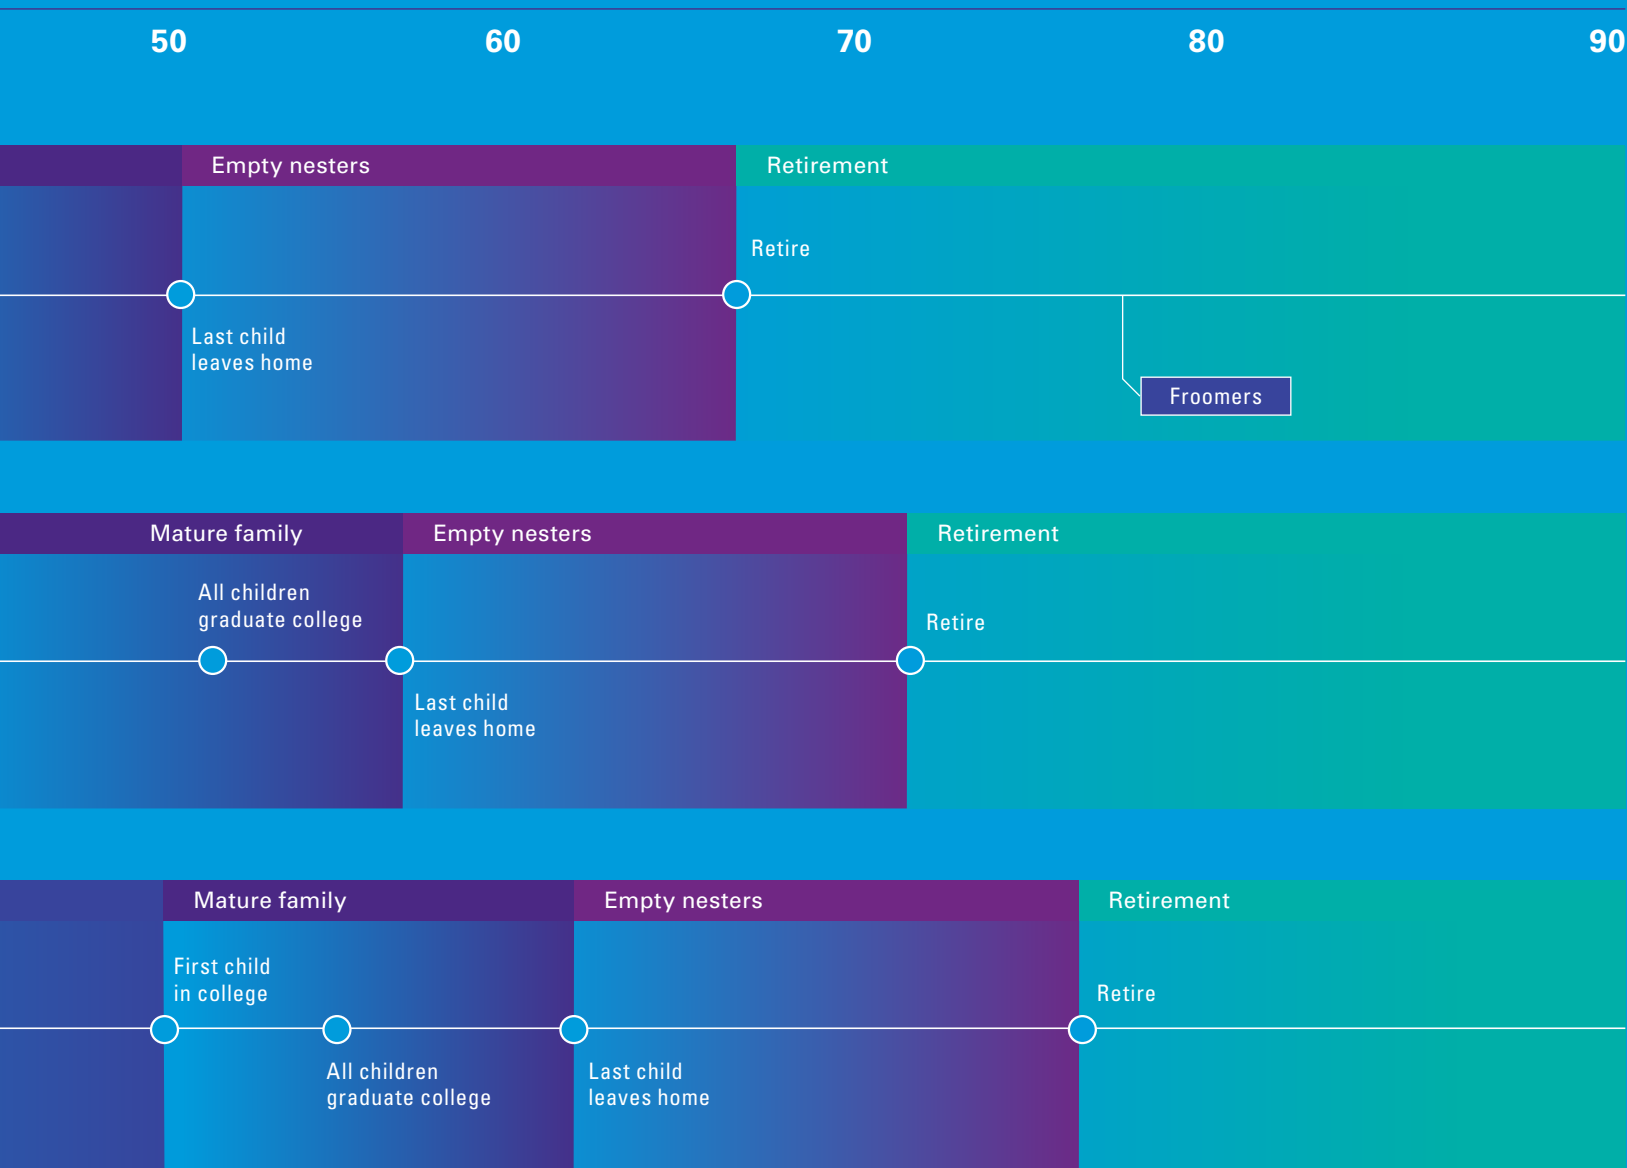 50 60 70 80 90
Empty nesters Retirement
Retire
Last child
leaves home
Froomers
Mature family Empty nesters Retirement
All children
graduate college
Retire
Last child
leaves home
Mature family Empty nesters Retirement
First child
in college
Retire
All children
graduate college
Last child
leaves home